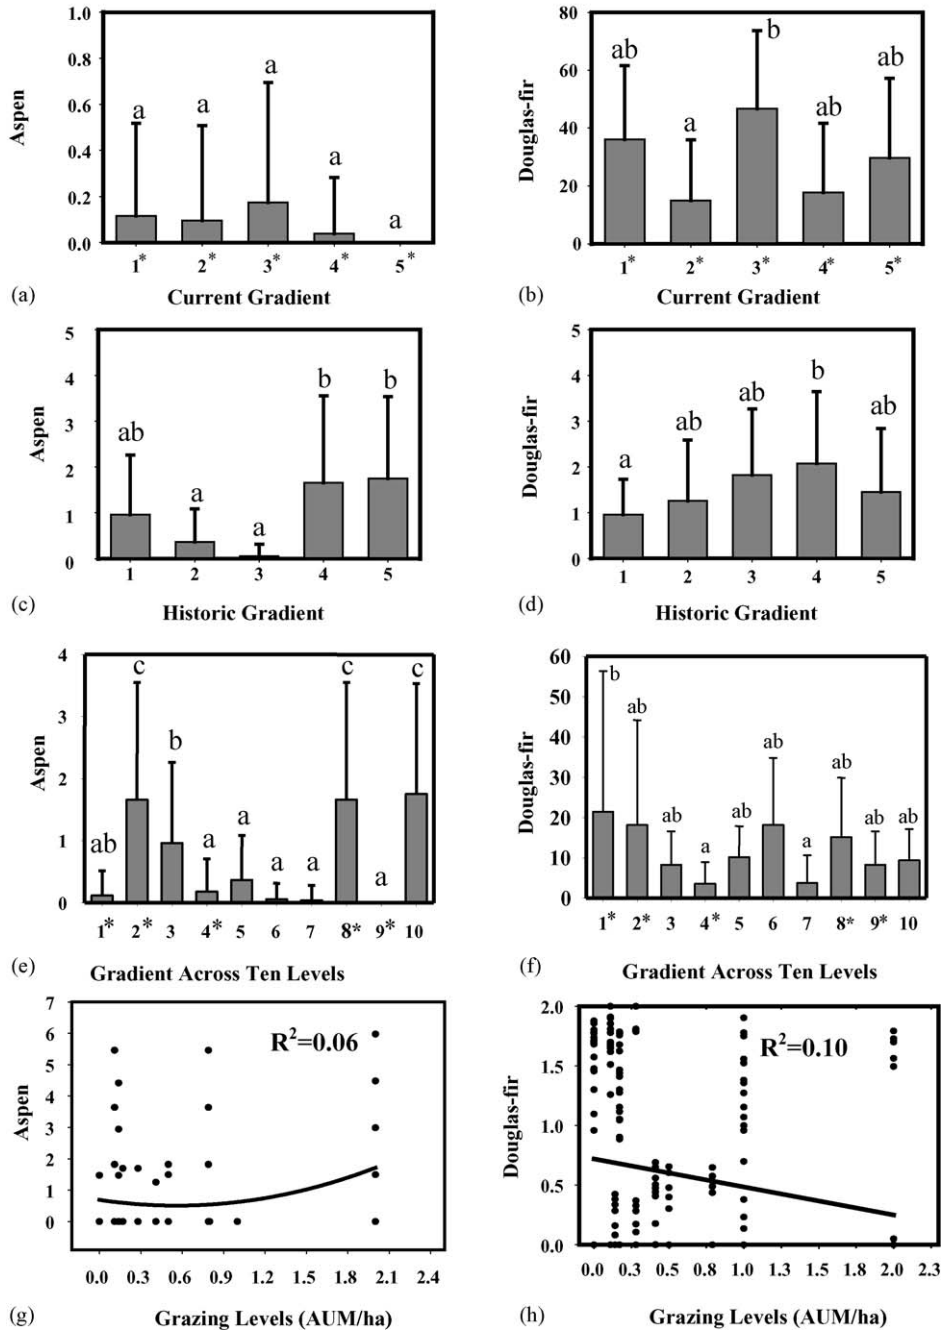 1.0
0.8
0.6
0.4
0.2
0.0
Aspen
a
a
a
a
a
1*
2*
3*
4*
5*
(a)
Current Gradient
80
60
40
20
0
Douglas-fir
ab
a
b
ab
ab
1*
2*
3*
4*
5*
(b)
Current Gradient
5
4
3
2
1
0
Aspen
ab
a
a
b
b
1
2
3
4
5
(c)
Historic Gradient
5
4
3
2
1
0
Douglas-fir
a
ab
ab
b
ab
1
2
3
4
5
(d)
Historic Gradient
4
3
2
1
0
Aspen
ab
c
b
a
a
a
a
c
a
c
1*
2*
3
4*
5
6
7
8*
9*
10
(e)
Gradient Across Ten Levels
60
50
40
30
20
10
0
Douglas-fir
b
ab
ab
a
ab
ab
a
ab
ab
ab
1*
2*
3
4*
5
6
7
8*
9*
10
(f)
Gradient Across Ten Levels
7
6
5
4
3
2
1
0
Aspen
R²=0.06
0.0
0.3
0.6
0.9
1.2
1.5
1.8
2.1
2.4
(g)
Grazing Levels (AUM/ha)
2.0
1.5
1.0
0.5
0.0
Douglas-fir
R²=0.10
0.0
0.3
0.5
0.8
1.0
1.3
1.5
1.8
2.0
2.3
(h)
Grazing Levels (AUM/ha)